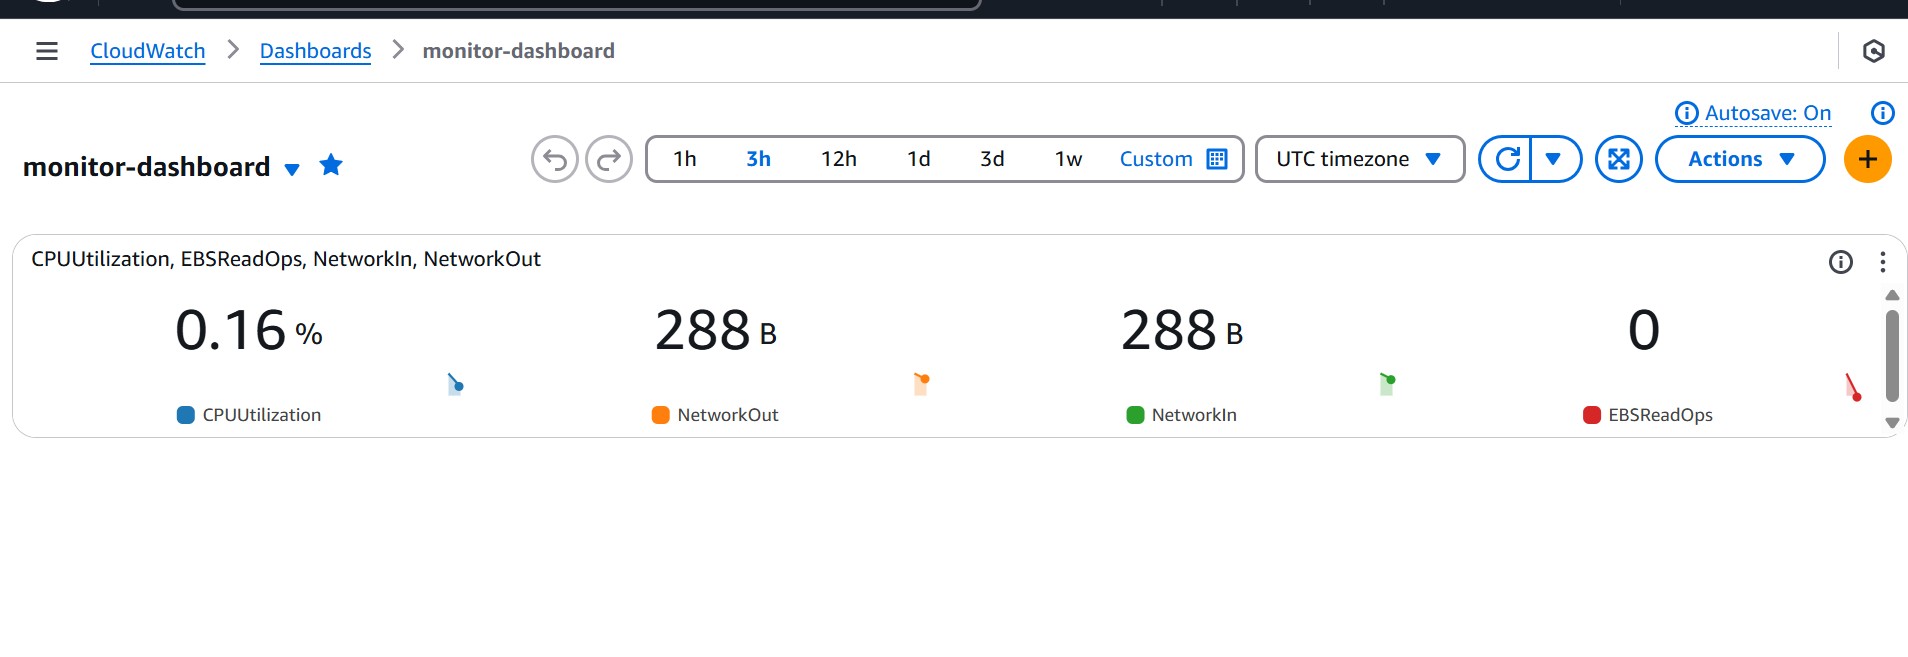 CloudWatch > Dashboards > monitor-dashboard
Autosave: On
monitor-dashboard
1h 3h 12h 1d 3d 1w Custom UTC timezone Actions +
CPUUtilization, EBSReadOps, NetworkIn, NetworkOut
0.16 % 288 B 288 B 0
CPUUtilization NetworkOut NetworkIn EBSReadOps